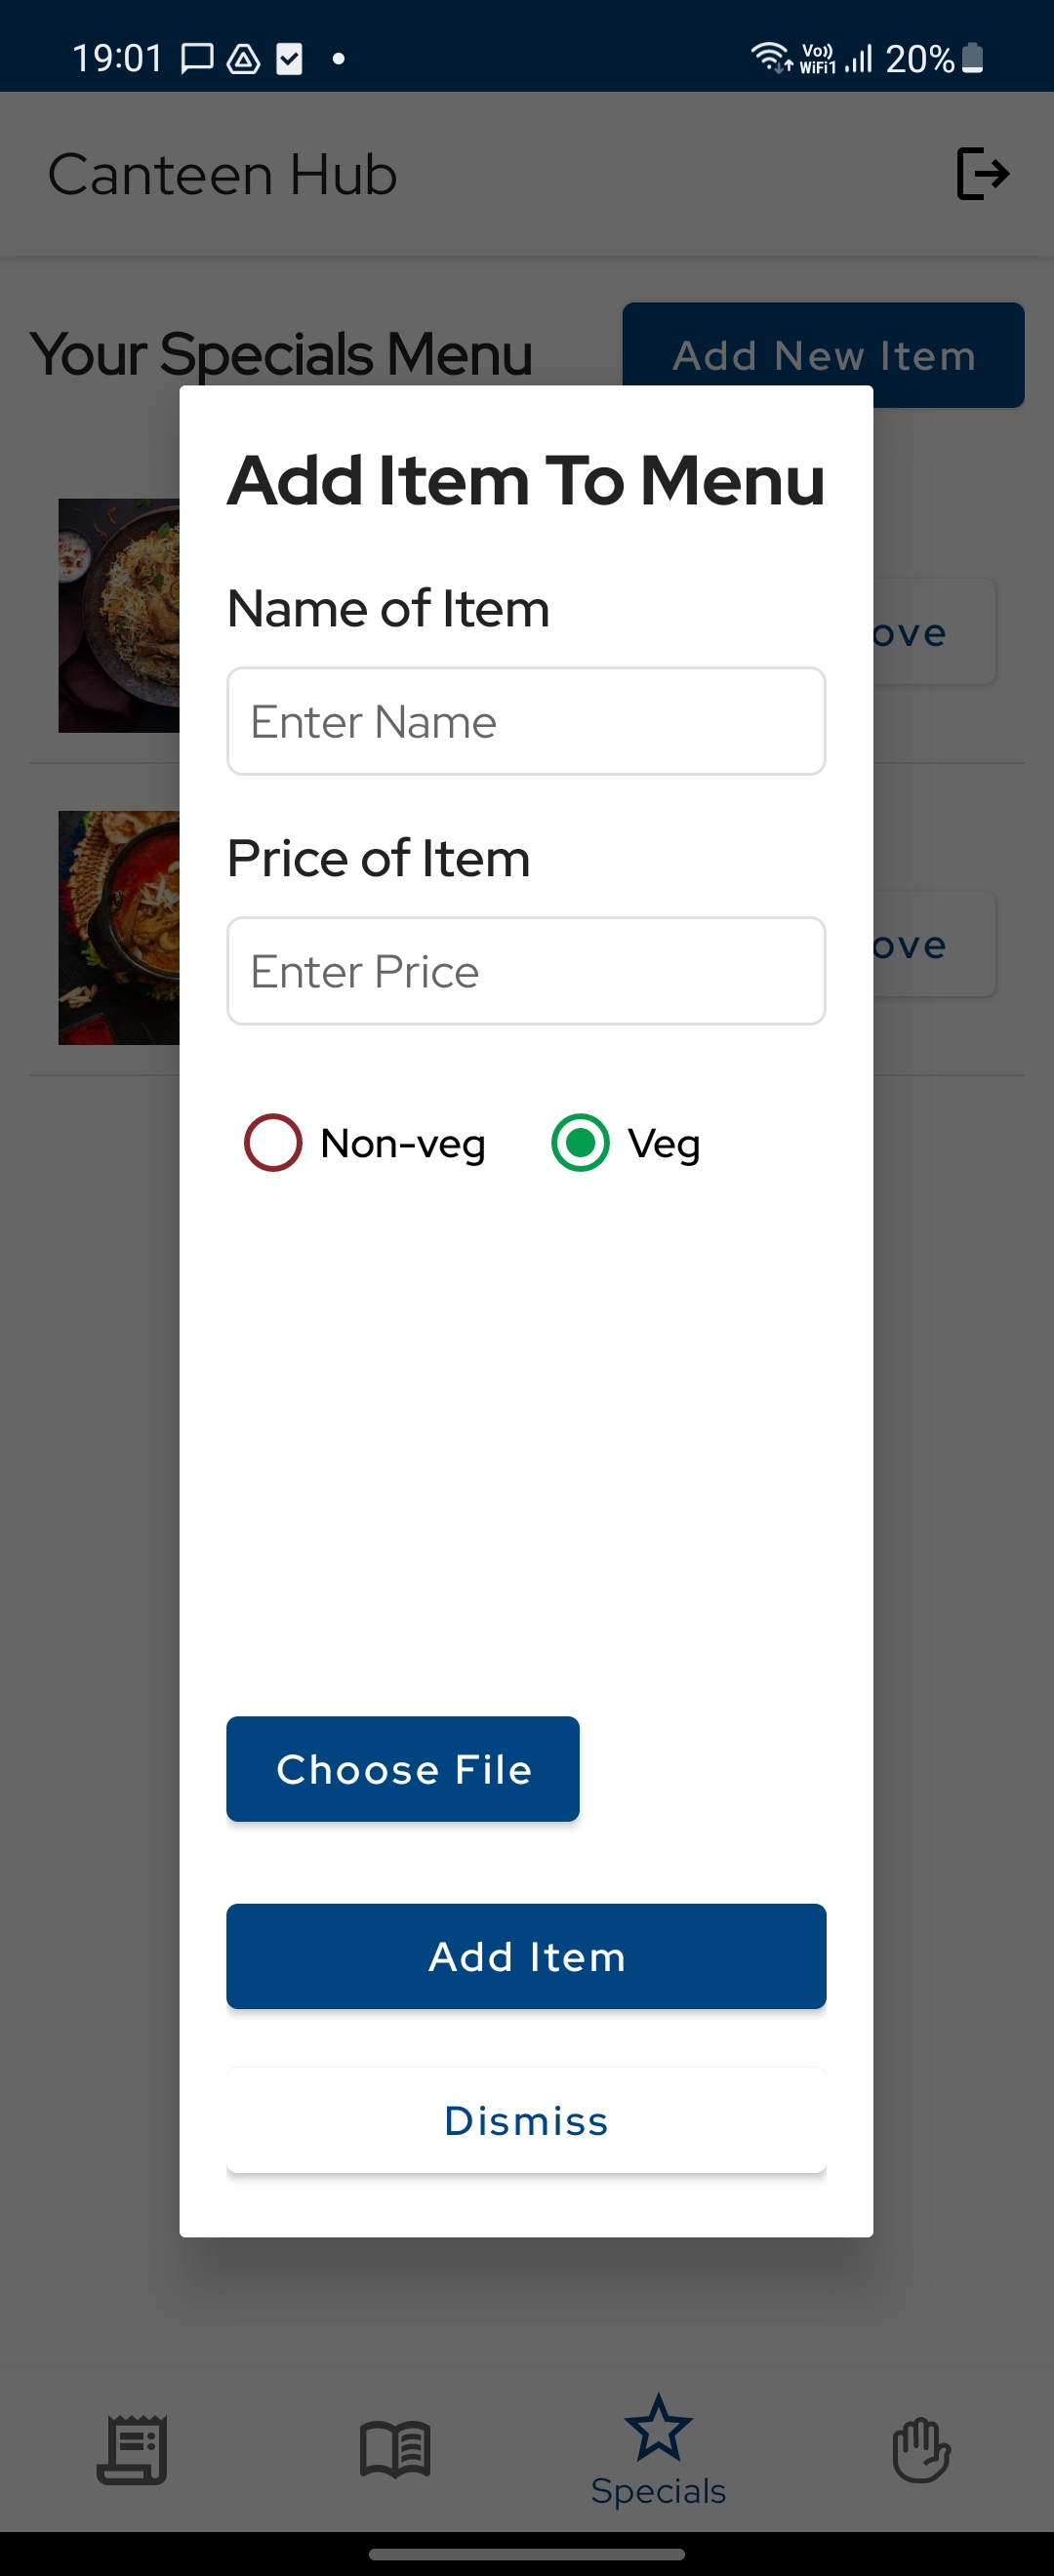 19:01 Vo)) WiFi1 20%
Canteen Hub
Your Specials Menu Add New Item
Add Item To Menu
Name of Item
Enter Name
ove
Price of Item
Enter Price
ove
Non-veg Veg
Choose File
Add Item
Dismiss
Specials